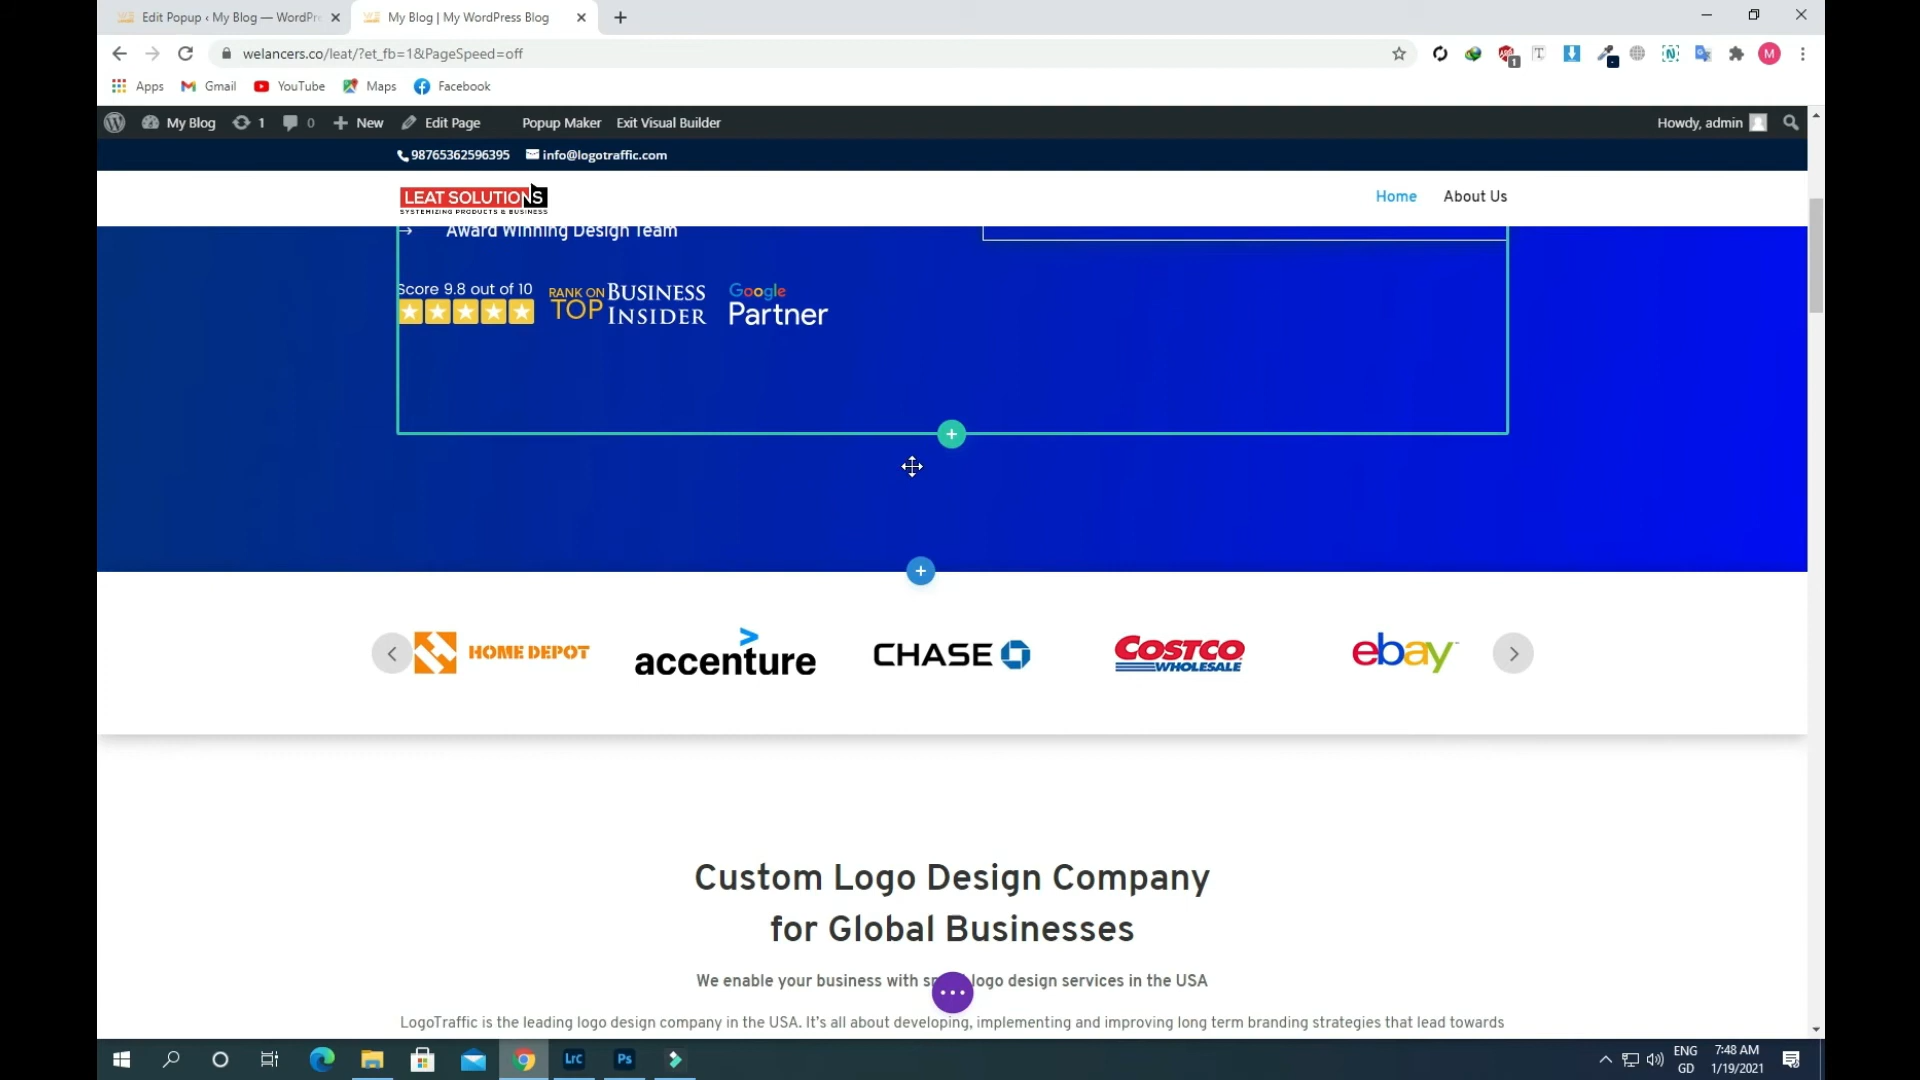 Edit Popup ‹ My Blog — WordPr
My Blog | My WordPress Blog
welancers.co/leat/?et_fb=1&PageSpeed=off
1
M
Apps
Gmail
YouTube
Maps
Facebook
My Blog
1
0
New
Edit Page
Popup Maker
Exit Visual Builder
Howdy, admin
98765362596395
info@logotraffic.com
LEAT SOLUTIONS
SYSTEMIZING PRODUCTS & BUSINESS
Home
About Us
Award Winning Design Team
Score 9.8 out of 10
RANK ON
TOP
BUSINESS
INSIDER
Google
Partner
HOME DEPOT
accenture
CHASE
COSTCO
WHOLESALE
ebay
Custom Logo Design Company
for Global Businesses
We enable your business with logo design services in the USA
LogoTraffic is the leading logo design company in the USA. It's all about developing, implementing and improving long term branding strategies that lead towards
Lrc
Ps
ENG
GD
7:48 AM
1/19/2021